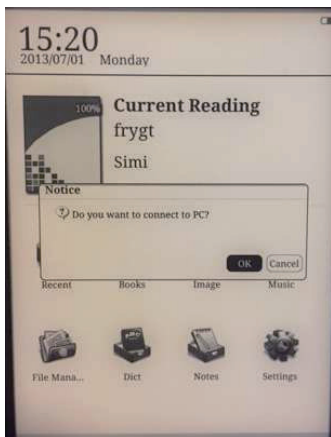 15:20
2013/07/01 Monday
100%
Current Reading
frygt
Simi
Notice
Do you want to connect to PC?
OK Cancel
Recent Books Image Music
File Mana... Dict Notes Settings